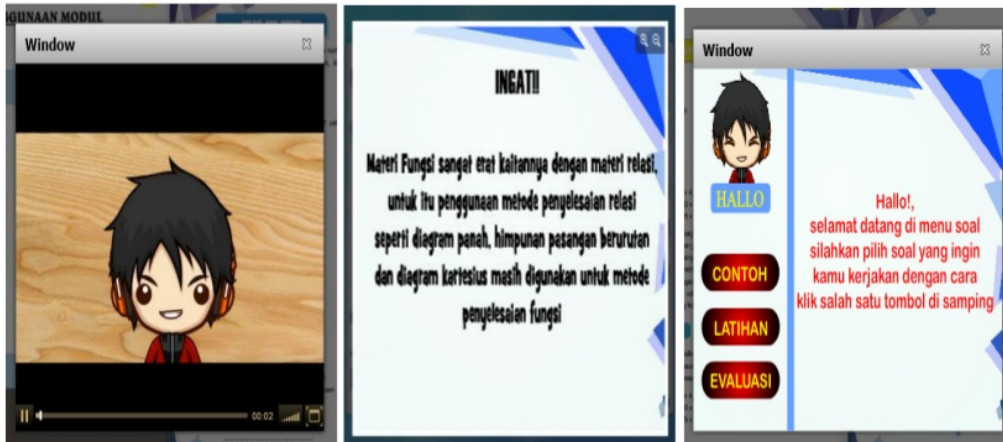 GGUNAAN MODUL
Window
00:02
INGAT!!
Materi Fungsi sangat erat kaitannya dengan materi relasi,
untuk itu penggunaan metode penyelesaian relasi
seperti diagram panah, himpunan pasangan berurutan
dan diagram kartesius masih digunakan untuk metode
penyelesaian fungsi
Window
HALLO
CONTOH
LATIHAN
EVALUASI
Hallo!,
selamat datang di menu soal
silahkan pilih soal yang ingin
kamu kerjakan dengan cara
klik salah satu tombol di samping